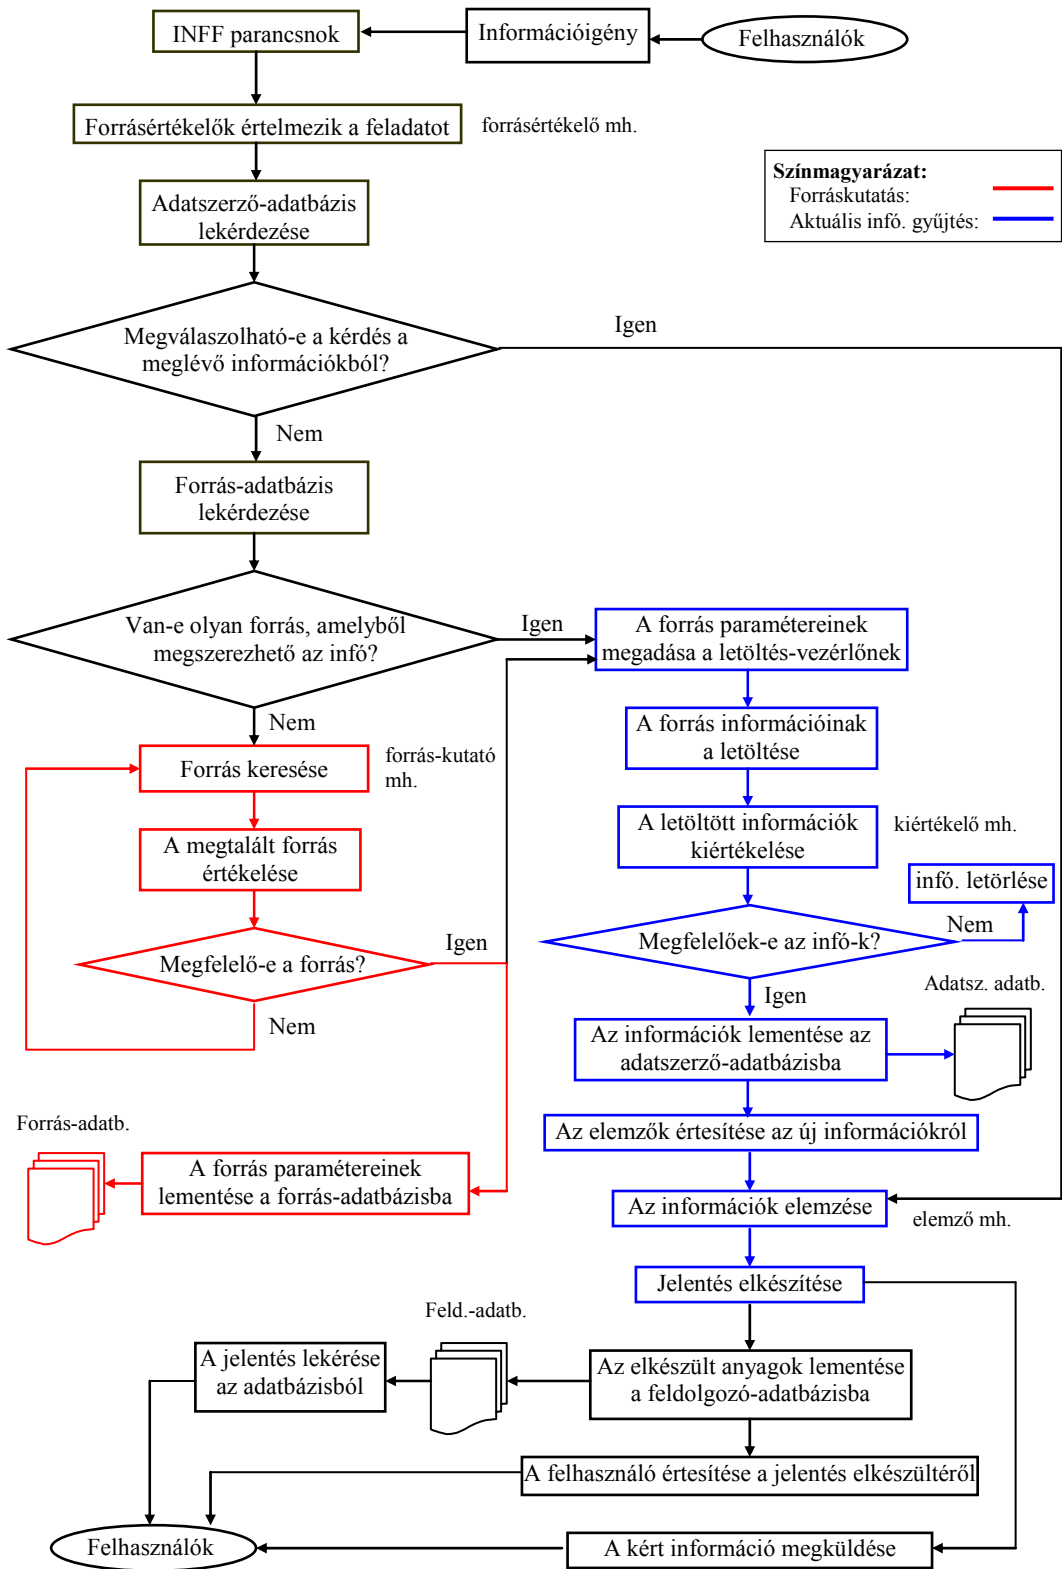 INFF parancsnok
Információigény
Felhasználók
Forrásértékelők értelmezik a feladatot
forrásértékelő mh.
Színmagyarázat:
Forráskutatás:
Aktuális infó. gyűjtés:
Adatszerző-adatbázis
lekérdezése
Megválaszolható-e a kérdés a
meglévő információkból?
Igen
Nem
Forrás-adatbázis
lekérdezése
Van-e olyan forrás, amelyből
megszerezhető az infó?
Igen
A forrás paramétereinek
megadása a letöltés-vezérlőnek
Nem
A forrás információinak
a letöltése
Forrás keresése
forrás-kutató
mh.
A megtalált forrás
értékelése
A letöltött információk
kiértékelése
kiértékelő mh.
infó. letörlése
Megfelelő-e a forrás?
Igen
Nem
Megfelelőek-e az infó-k?
Nem
Igen
Adatsz. adatb.
Az információk lementése az
adatszerző-adatbázisba
Az elemzők értesítése az új információkról
Forrás-adatb.
A forrás paramétereinek
lementése a forrás-adatbázisba
Az információk elemzése
elemző mh.
Jelentés elkészítése
Feld.-adatb.
A jelentés lekérése
az adatbázisból
Az elkészült anyagok lementése
a feldolgozó-adatbázisba
A felhasználó értesítése a jelentés elkészültéről
Felhasználók
A kért információ megküldése